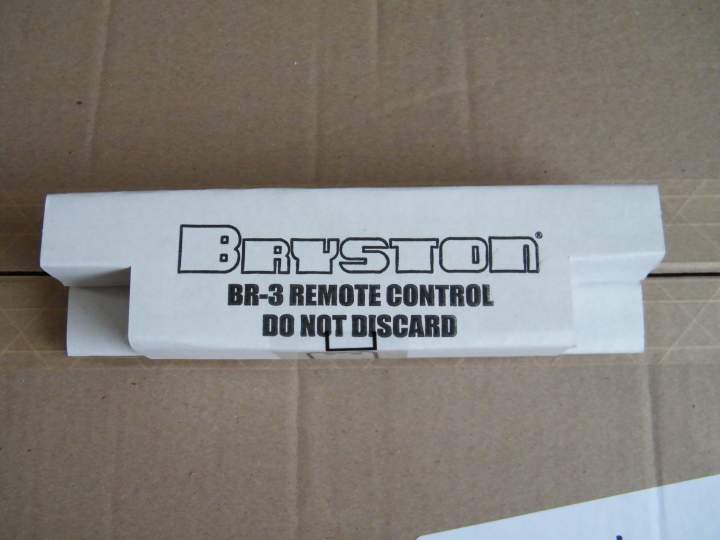 BRYSTON®
BR-3 REMOTE CONTROL
DO NOT DISCARD